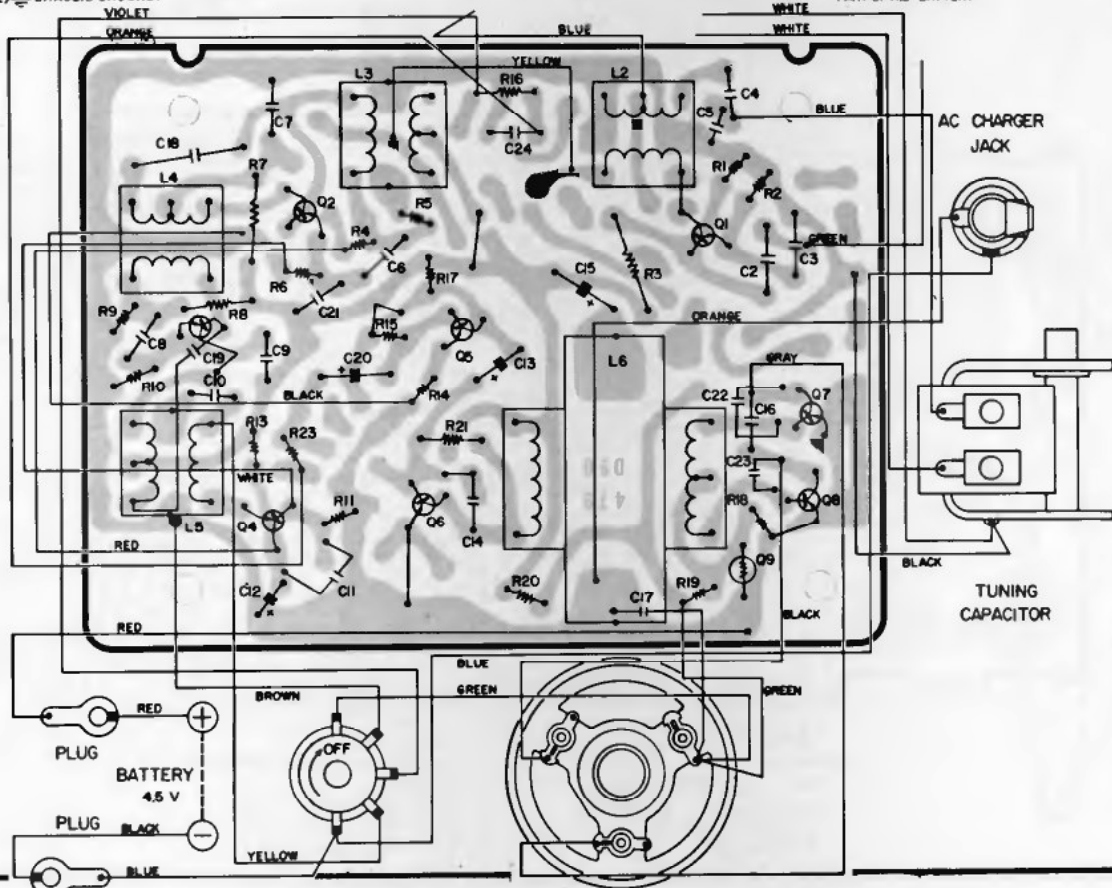 VIOLET
WHITE
ORANGE
BLUE
WHITE
YELLOW
L3
R16
L2
C4
C5
BLUE
C7
C24
AC CHARGER
JACK
C18
R7
R1
R2
L4
Q2
R5
Q1
R4
C6
GREEN
C2
C3
R6
R17
C15
R3
R9
R8
C21
C8
R15
ORANGE
C19
C9
Q5
C13
L6
C20
GRAY
R10
C10
BLACK
R14
C22
C16
Q7
R13
R23
R21
C23
WHITE
R18
Q8
L5
Q4
R11
Q6
C14
RED
Q9
BLACK
C12
C11
R20
C17
R19
TUNING
CAPACITOR
BLACK
RED
BLUE
BROWN
GREEN
GREEN
RED
+
OFF
PLUG
BATTERY
4.5 V
PLUG
BLACK
−
YELLOW
BLUE